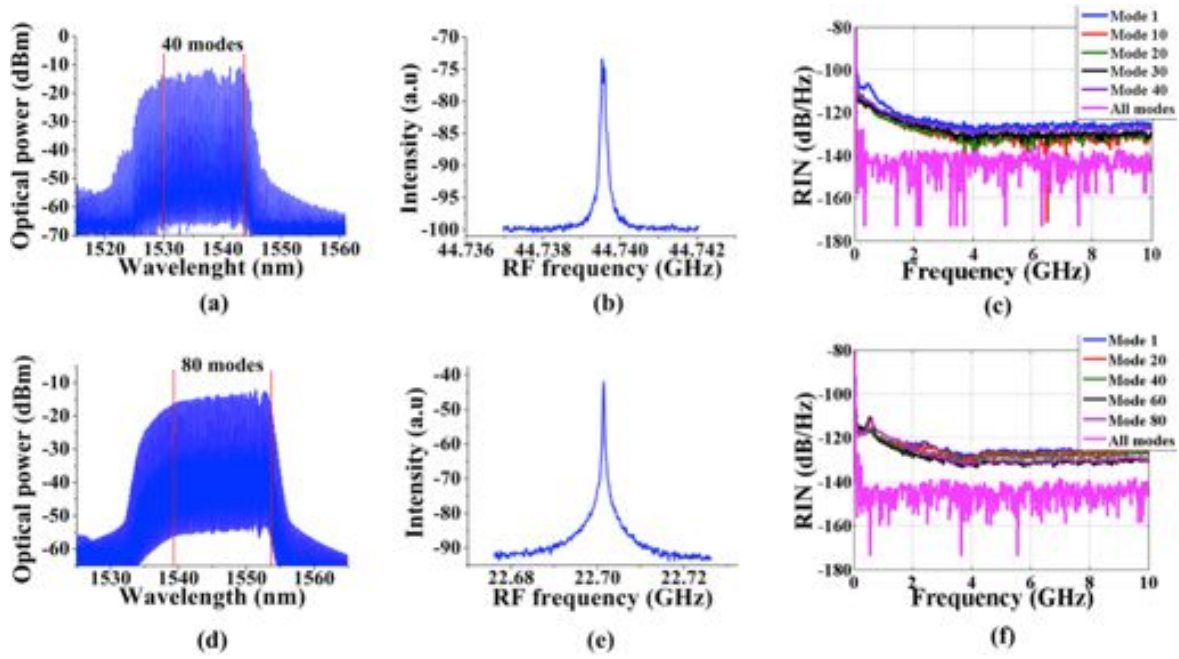 40 modes
0
-10
-20
-30
-40
-50
-60
-70
Optical power (dBm)
1520 1530 1540 1550 1560
Wavelenght (nm)
(a)
-70
-75
-80
-85
-90
-95
-100
Intensity (a.u)
44.736 44.738 44.740 44.742
RF frequency (GHz)
(b)
-80
-100
-120
-140
-160
-180
RIN (dB/Hz)
Mode 1
Mode 10
Mode 20
Mode 30
Mode 40
All modes
0 2 4 6 8 10
Frequency (GHz)
(c)
80 modes
-10
-20
-30
-40
-50
-60
Optical power (dBm)
1530 1540 1550 1560
Wavelength (nm)
(d)
-40
-50
-60
-70
-80
-90
Intensity (a.u)
22.68 22.70 22.72
RF frequency (GHz)
(e)
-80
-100
-120
-140
-160
-180
RIN (dB/Hz)
Mode 1
Mode 20
Mode 40
Mode 60
Mode 80
All modes
0 2 4 6 8 10
Frequency (GHz)
(f)